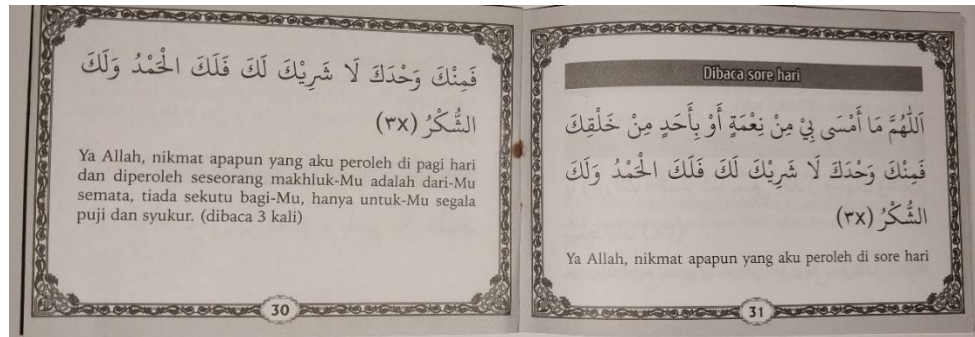 فَمِنْكَ وَحْدَكَ لَا شَرِيْكَ لَكَ فَلَكَ الْحَمْدُ وَلَكَ
الشُّكْرُ (٣x)
Ya Allah, nikmat apapun yang aku peroleh di pagi hari
dan diperoleh seseorang makhluk-Mu adalah dari-Mu
semata, tiada sekutu bagi-Mu, hanya untuk-Mu segala
puji dan syukur. (dibaca 3 kali)
30
Dibaca sore hari
اَللّٰهُمَّ مَا أَمْسَى بِيْ مِنْ نِعْمَةٍ أَوْ بِأَحَدٍ مِنْ خَلْقِكَ
فَمِنْكَ وَحْدَكَ لَا شَرِيْكَ لَكَ فَلَكَ الْحَمْدُ وَلَكَ
الشُّكْرُ (٣x)
Ya Allah, nikmat apapun yang aku peroleh di sore hari
31